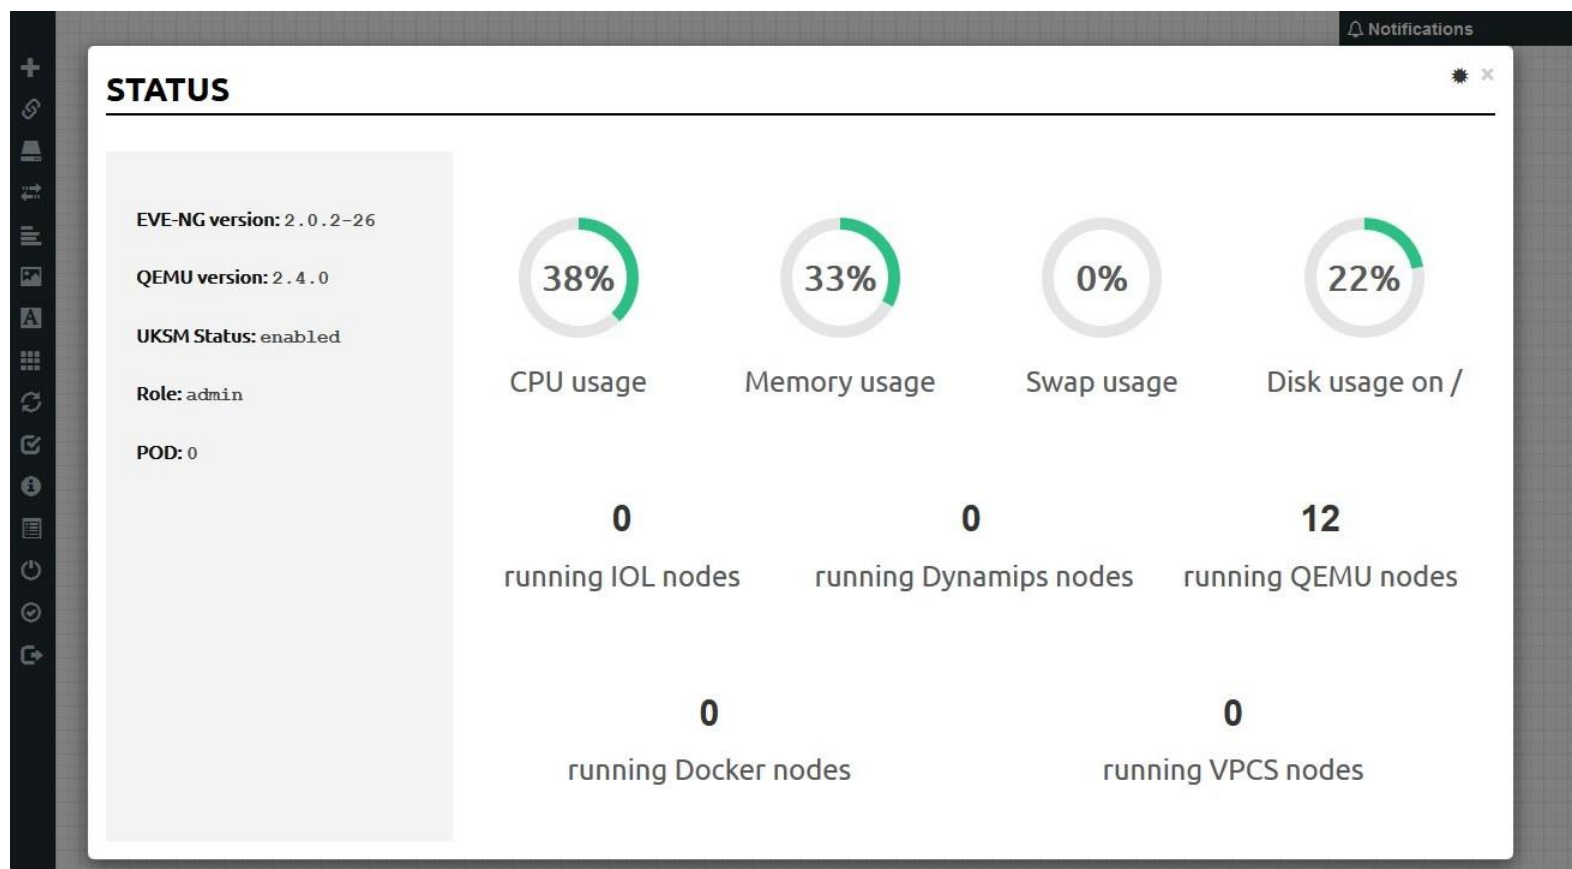 Notifications
STATUS
EVE-NG version: 2.0.2-26
QEMU version: 2.4.0
UKSM Status: enabled
Role: admin
POD: 0
38% 33% 0% 22%
CPU usage Memory usage Swap usage Disk usage on /
0 0 12
running IOL nodes running Dynamips nodes running QEMU nodes
0 0
running Docker nodes running VPCS nodes